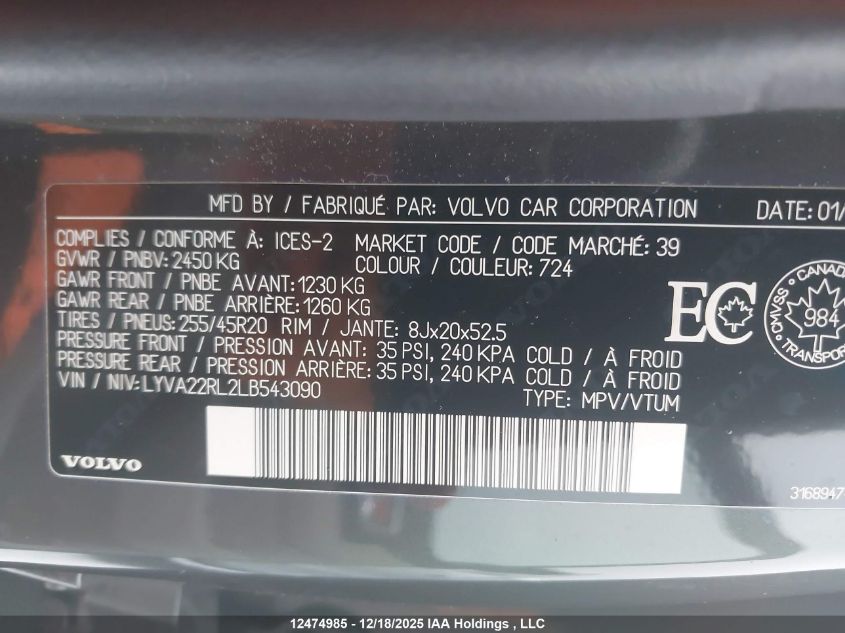 MFD BY / FABRIQUÉ PAR: VOLVO CAR CORPORATION DATE: 01/
COMPLIES / CONFORME À: ICES-2 MARKET CODE / CODE MARCHÉ: 39
GVWR / PNBV: 2450 KG COLOUR / COULEUR: 724
GAWR FRONT / PNBE AVANT: 1230 KG
GAWR REAR / PNBE ARRIÈRE: 1260 KG
TIRES / PNEUS: 255/45R20 RIM / JANTE: 8Jx20x52.5
PRESSURE FRONT / PRESSION AVANT: 35 PSI, 240 KPA COLD / À FROID
PRESSURE REAR / PRESSION ARRIÈRE: 35 PSI, 240 KPA COLD / À FROID
VIN / NIV: LYVA22RL2LB543090 TYPE: MPV/VTUM
EC
CANAD
CMVSS
984
TRANSPOR
VOLVO
3168947
12474985 - 12/18/2025 IAA Holdings , LLC